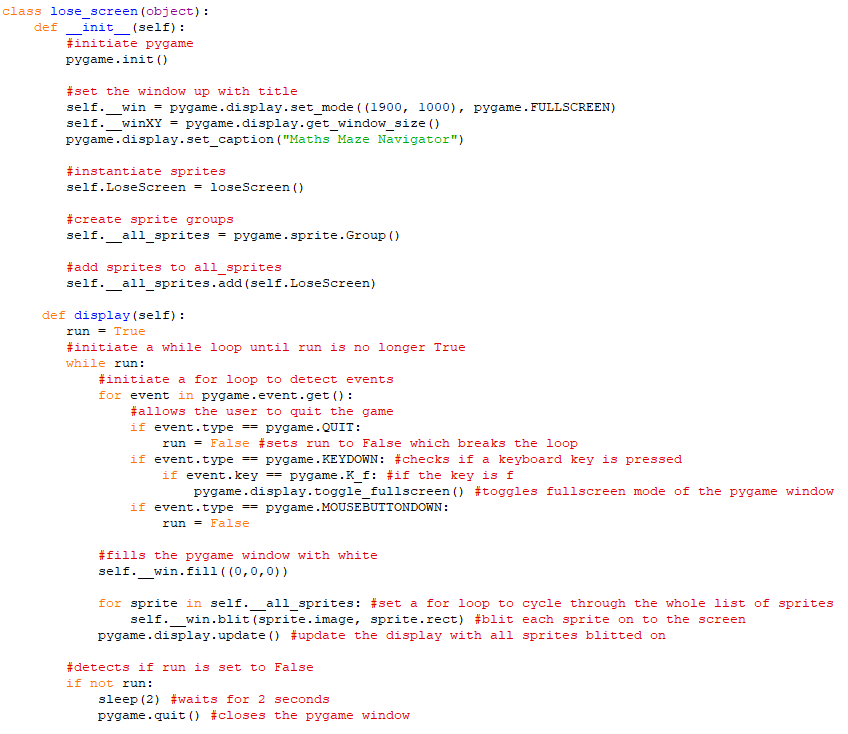 class lose_screen(object):
    def __init__(self):
        #initiate pygame
        pygame.init()

        #set the window up with title
        self.__win = pygame.display.set_mode((1900, 1000), pygame.FULLSCREEN)
        self.__winXY = pygame.display.get_window_size()
        pygame.display.set_caption("Maths Maze Navigator")

        #instantiate sprites
        self.LoseScreen = loseScreen()

        #create sprite groups
        self.__all_sprites = pygame.sprite.Group()

        #add sprites to all_sprites
        self.__all_sprites.add(self.LoseScreen)

     def display(self):
        run = True
        #initiate a while loop until run is no longer True
        while run:
            #initiate a for loop to detect events
            for event in pygame.event.get():
                #allows the user to quit the game
                if event.type == pygame.QUIT:
                    run = False #sets run to False which breaks the loop
                if event.type == pygame.KEYDOWN: #checks if a keyboard key is pressed
                    if event.key == pygame.K_f: #if the key is f
                        pygame.display.toggle_fullscreen() #toggles fullscreen mode of the pygame window
                if event.type == pygame.MOUSEBUTTONDOWN:
                    run = False

            #fills the pygame window with white
            self.__win.fill((0,0,0))

            for sprite in self.__all_sprites: #set a for loop to cycle through the whole list of sprites
                self.__win.blit(sprite.image, sprite.rect) #blit each sprite on to the screen
            pygame.display.update() #update the display with all sprites blitted on

        #detects if run is set to False
        if not run:
            sleep(2) #waits for 2 seconds
            pygame.quit() #closes the pygame window